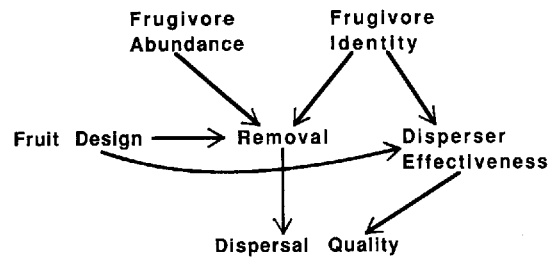 Frugivore
Abundance
Frugivore
Identity
Fruit Design
Removal
Disperser
Effectiveness
Dispersal Quality